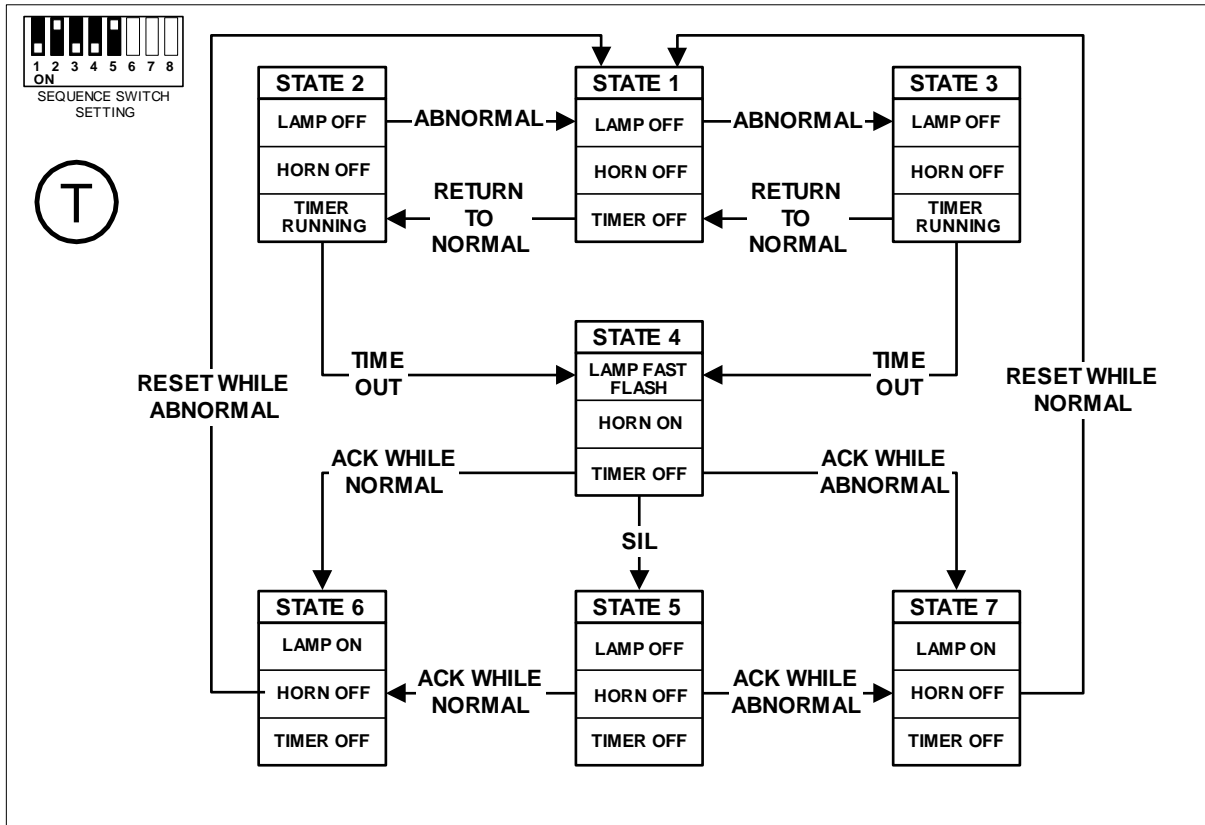 1 2 3 4 5 6 7 8
ON
SEQUENCE SWITCH
SETTING
T
STATE 2
LAMP OFF
HORN OFF
TIMER
RUNNING
ABNORMAL
RETURN
TO
NORMAL
STATE 1
LAMP OFF
HORN OFF
TIMER OFF
ABNORMAL
RETURN
TO
NORMAL
STATE 3
LAMP OFF
HORN OFF
TIMER
RUNNING
RESET WHILE
ABNORMAL
TIME
OUT
STATE 4
LAMP FAST
FLASH
HORN ON
TIMER OFF
TIME
OUT
RESET WHILE
NORMAL
ACK WHILE
NORMAL
ACK WHILE
ABNORMAL
SIL
STATE 6
LAMP ON
HORN OFF
TIMER OFF
ACK WHILE
NORMAL
STATE 5
LAMP OFF
HORN OFF
TIMER OFF
ACK WHILE
ABNORMAL
STATE 7
LAMP ON
HORN OFF
TIMER OFF